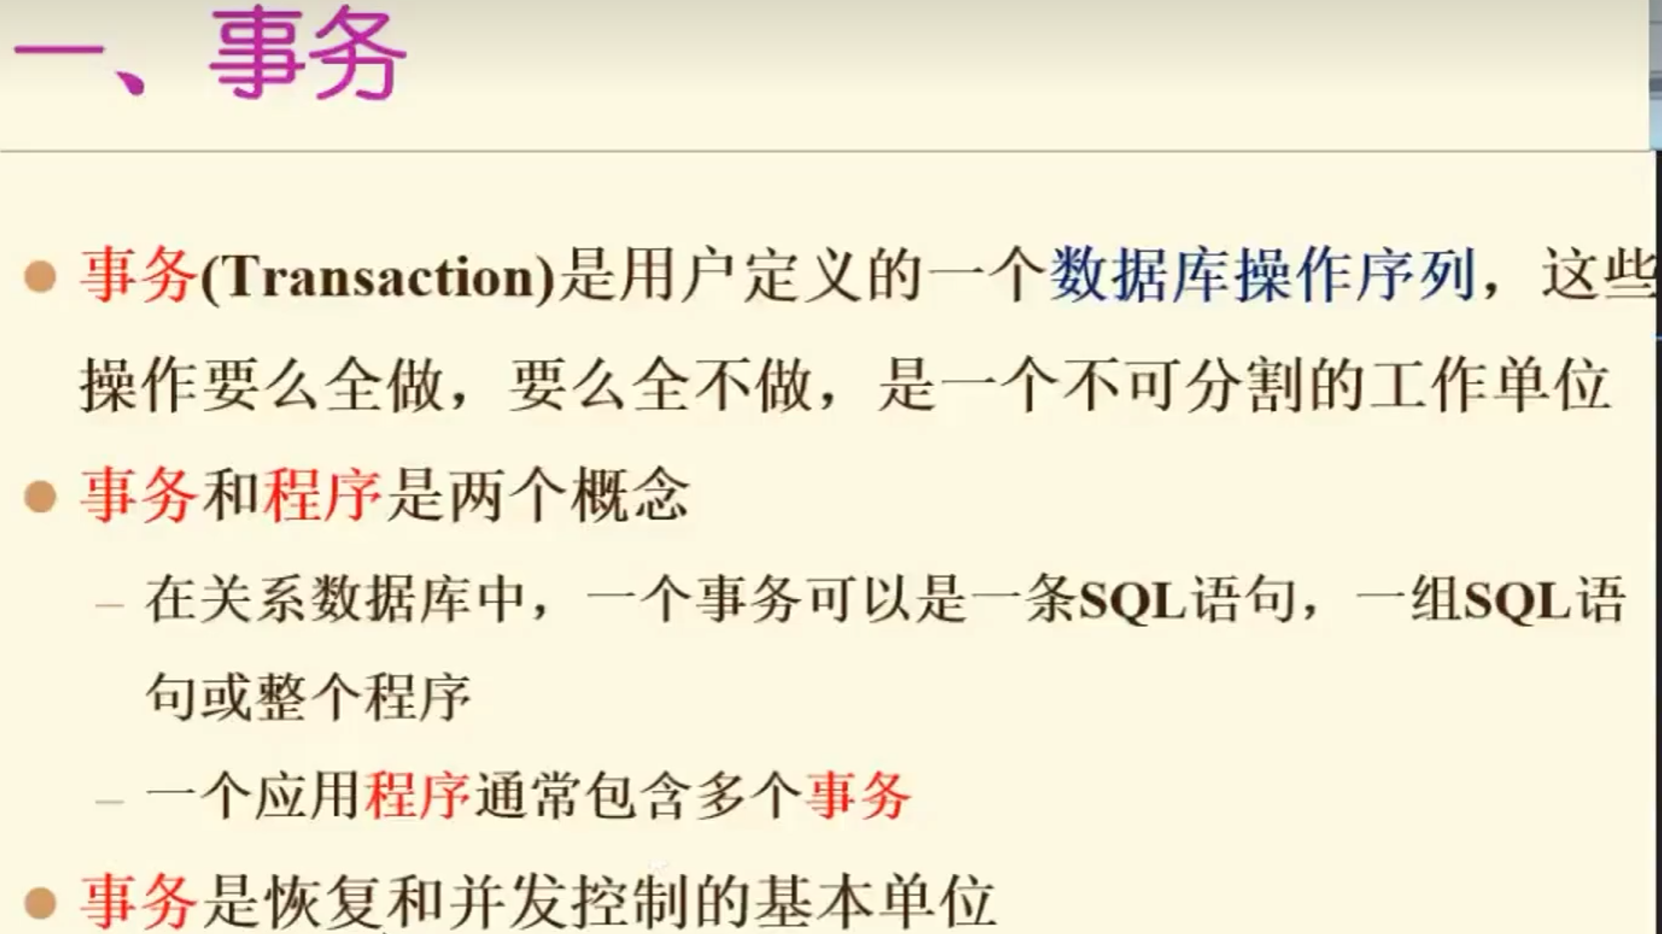 一、事务
事务(Transaction)是用户定义的一个数据库操作序列，这些
操作要么全做，要么全不做，是一个不可分割的工作单位
事务和程序是两个概念
– 在关系数据库中，一个事务可以是一条SQL语句，一组SQL语
句或整个程序
– 一个应用程序通常包含多个事务
事务是恢复和并发控制的基本单位